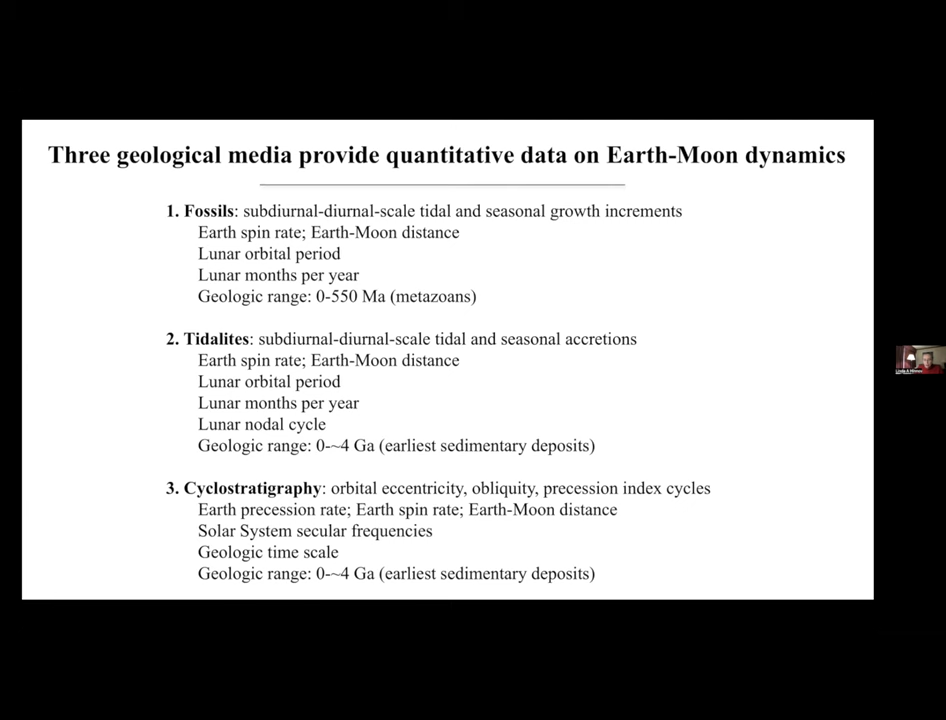 Three geological media provide quantitative data on Earth-Moon dynamics
1. Fossils: subdiurnal-diurnal-scale tidal and seasonal growth increments
Earth spin rate; Earth-Moon distance
Lunar orbital period
Lunar months per year
Geologic range: 0-550 Ma (metazoans)
2. Tidalites: subdiurnal-diurnal-scale tidal and seasonal accretions
Earth spin rate; Earth-Moon distance
Lunar orbital period
Lunar months per year
Lunar nodal cycle
Geologic range: 0-~4 Ga (earliest sedimentary deposits)
3. Cyclostratigraphy: orbital eccentricity, obliquity, precession index cycles
Earth precession rate; Earth spin rate; Earth-Moon distance
Solar System secular frequencies
Geologic time scale
Geologic range: 0-~4 Ga (earliest sedimentary deposits)